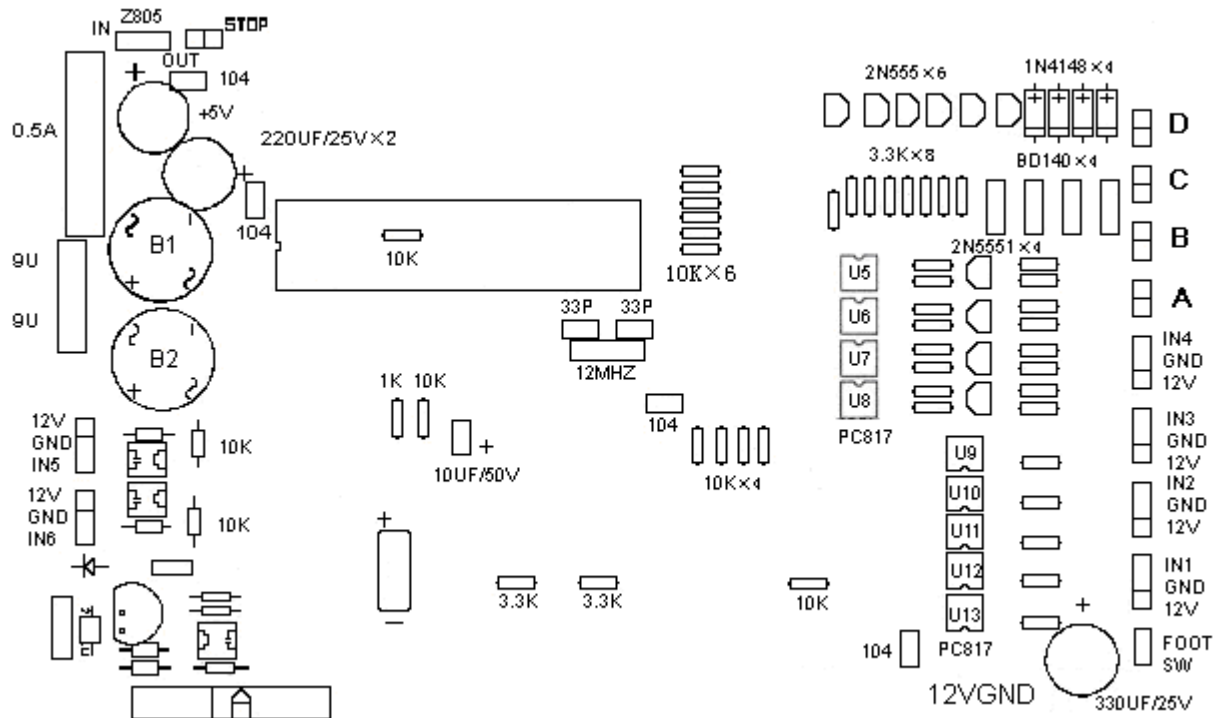 IN
Z805
STOP
OUT
104
+5V
0.5A
220UF/25V×2
104
B1
9U
9U
B2
10K
10K×6
33P 33P
12MHZ
1K 10K
104
10UF/50V
10K×4
12V
GND
IN5
10K
12V
GND
IN6
10K
3.3K
3.3K
10K
2N555×6
1N4148×4
3.3K×8
BD140×4
2N5551×4
U5
U6
U7
U8
PC817
U9
U10
U11
U12
U13
PC817
104
12VGND
330UF/25V
D
C
B
A
IN4
GND
12V
IN3
GND
12V
IN2
GND
12V
IN1
GND
12V
FOOT
SW